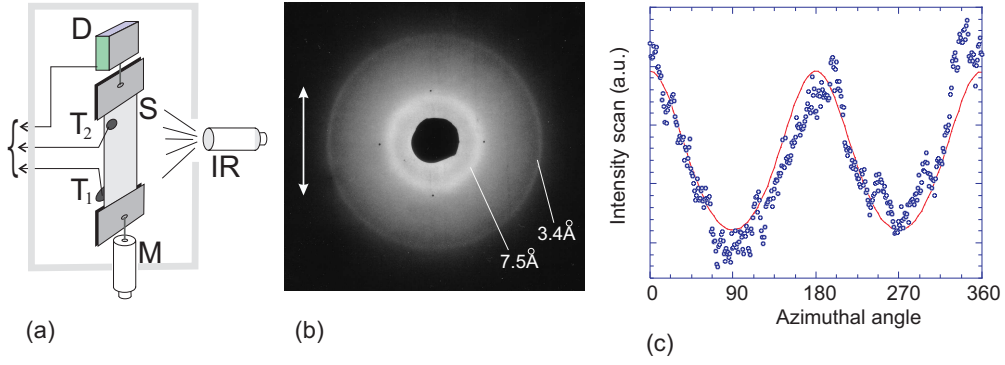 D
S
T2
T1
IR
M
(a)
3.4Å
7.5Å
(b)
Intensity scan (a.u.)
0 90 180 270 360
Azimuthal angle
(c)